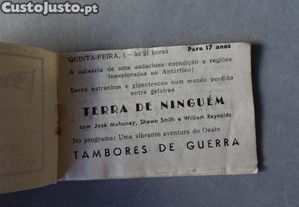 CustoJusto.pt
QUINTA-FEIRA, 1 — às 21 horas
Para 17 anos
A odisseia de uma audaciosa expedição a regiões
inexploradas no Antártico!
Seres estranhos e gigantescos num mundo perdido
entre geleiras
TERRA DE NINGUÉM
com Jock Mahoney, Shawn Smith e William Reynolds
No programa: Uma vibrante aventura do Oeste
TAMBORES DE GUERRA